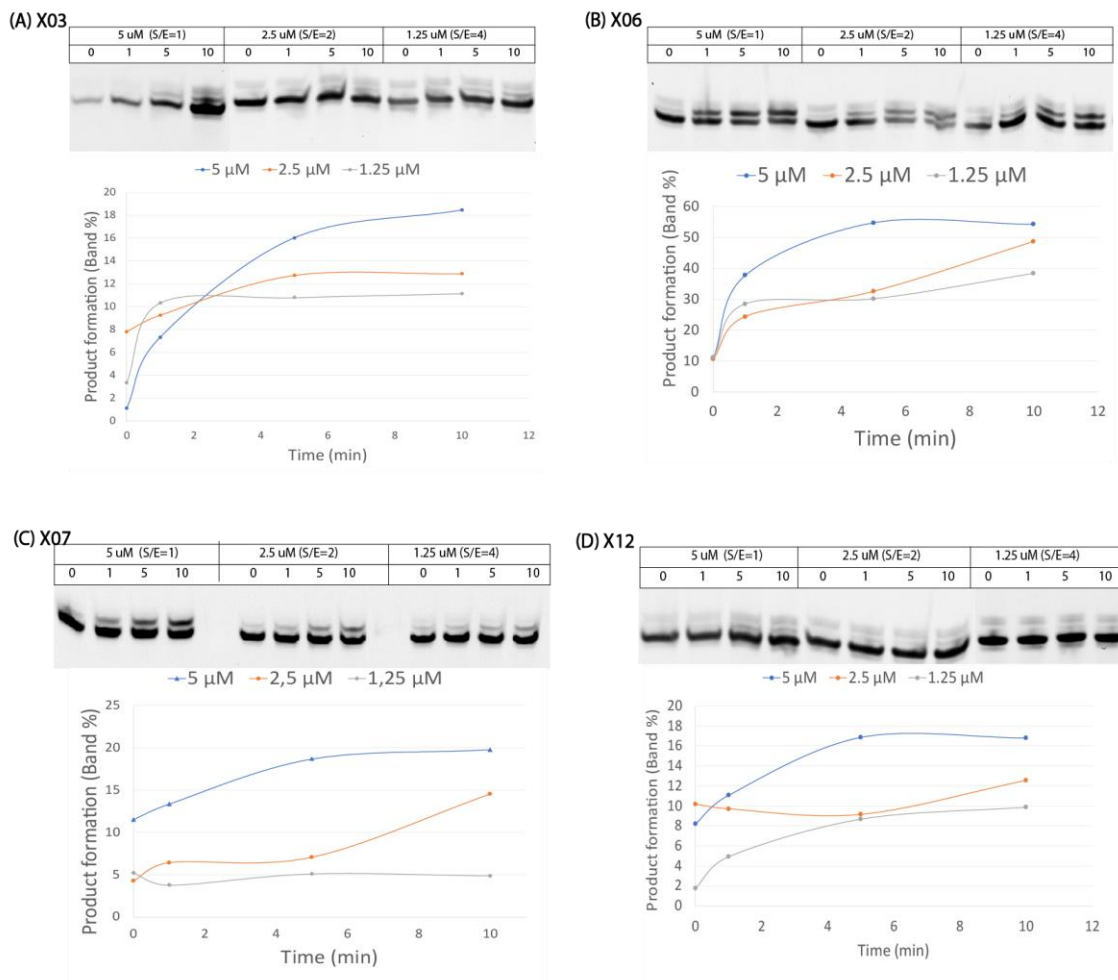 (A) X03
5 uM (S/E=1) 2.5 uM (S/E=2) 1.25 uM (S/E=4)
0 1 5 10 0 1 5 10 0 1 5 10
5 µM 2.5 µM 1.25 µM
Product formation (Band %)
20
18
16
14
12
10
8
6
4
2
0
0 2 4 6 8 10 12
Time (min)
(B) X06
5 uM (S/E=1) 2.5 uM (S/E=2) 1.25 uM (S/E=4)
0 1 5 10 0 1 5 10 0 1 5 10
5 µM 2.5 µM 1.25 µM
Product formation (Band %)
60
50
40
30
20
10
0
0 2 4 6 8 10 12
Time (min)
(C) X07
5 uM (S/E=1) 2.5 uM (S/E=2) 1.25 uM (S/E=4)
0 1 5 10 0 1 5 10 0 1 5 10
5 µM 2,5 µM 1,25 µM
Product formation (Band %)
25
20
15
10
5
0
0 2 4 6 8 10
Time (min)
(D) X12
5 uM (S/E=1) 2.5 uM(S/E=2) 1.25 uM (S/E=4)
0 1 5 10 0 1 5 10 0 1 5 10
5 µM 2.5 µM 1.25 µM
Product formation (Band %)
20
18
16
14
12
10
8
6
4
2
0
0 2 4 6 8 10 12
Time (min)